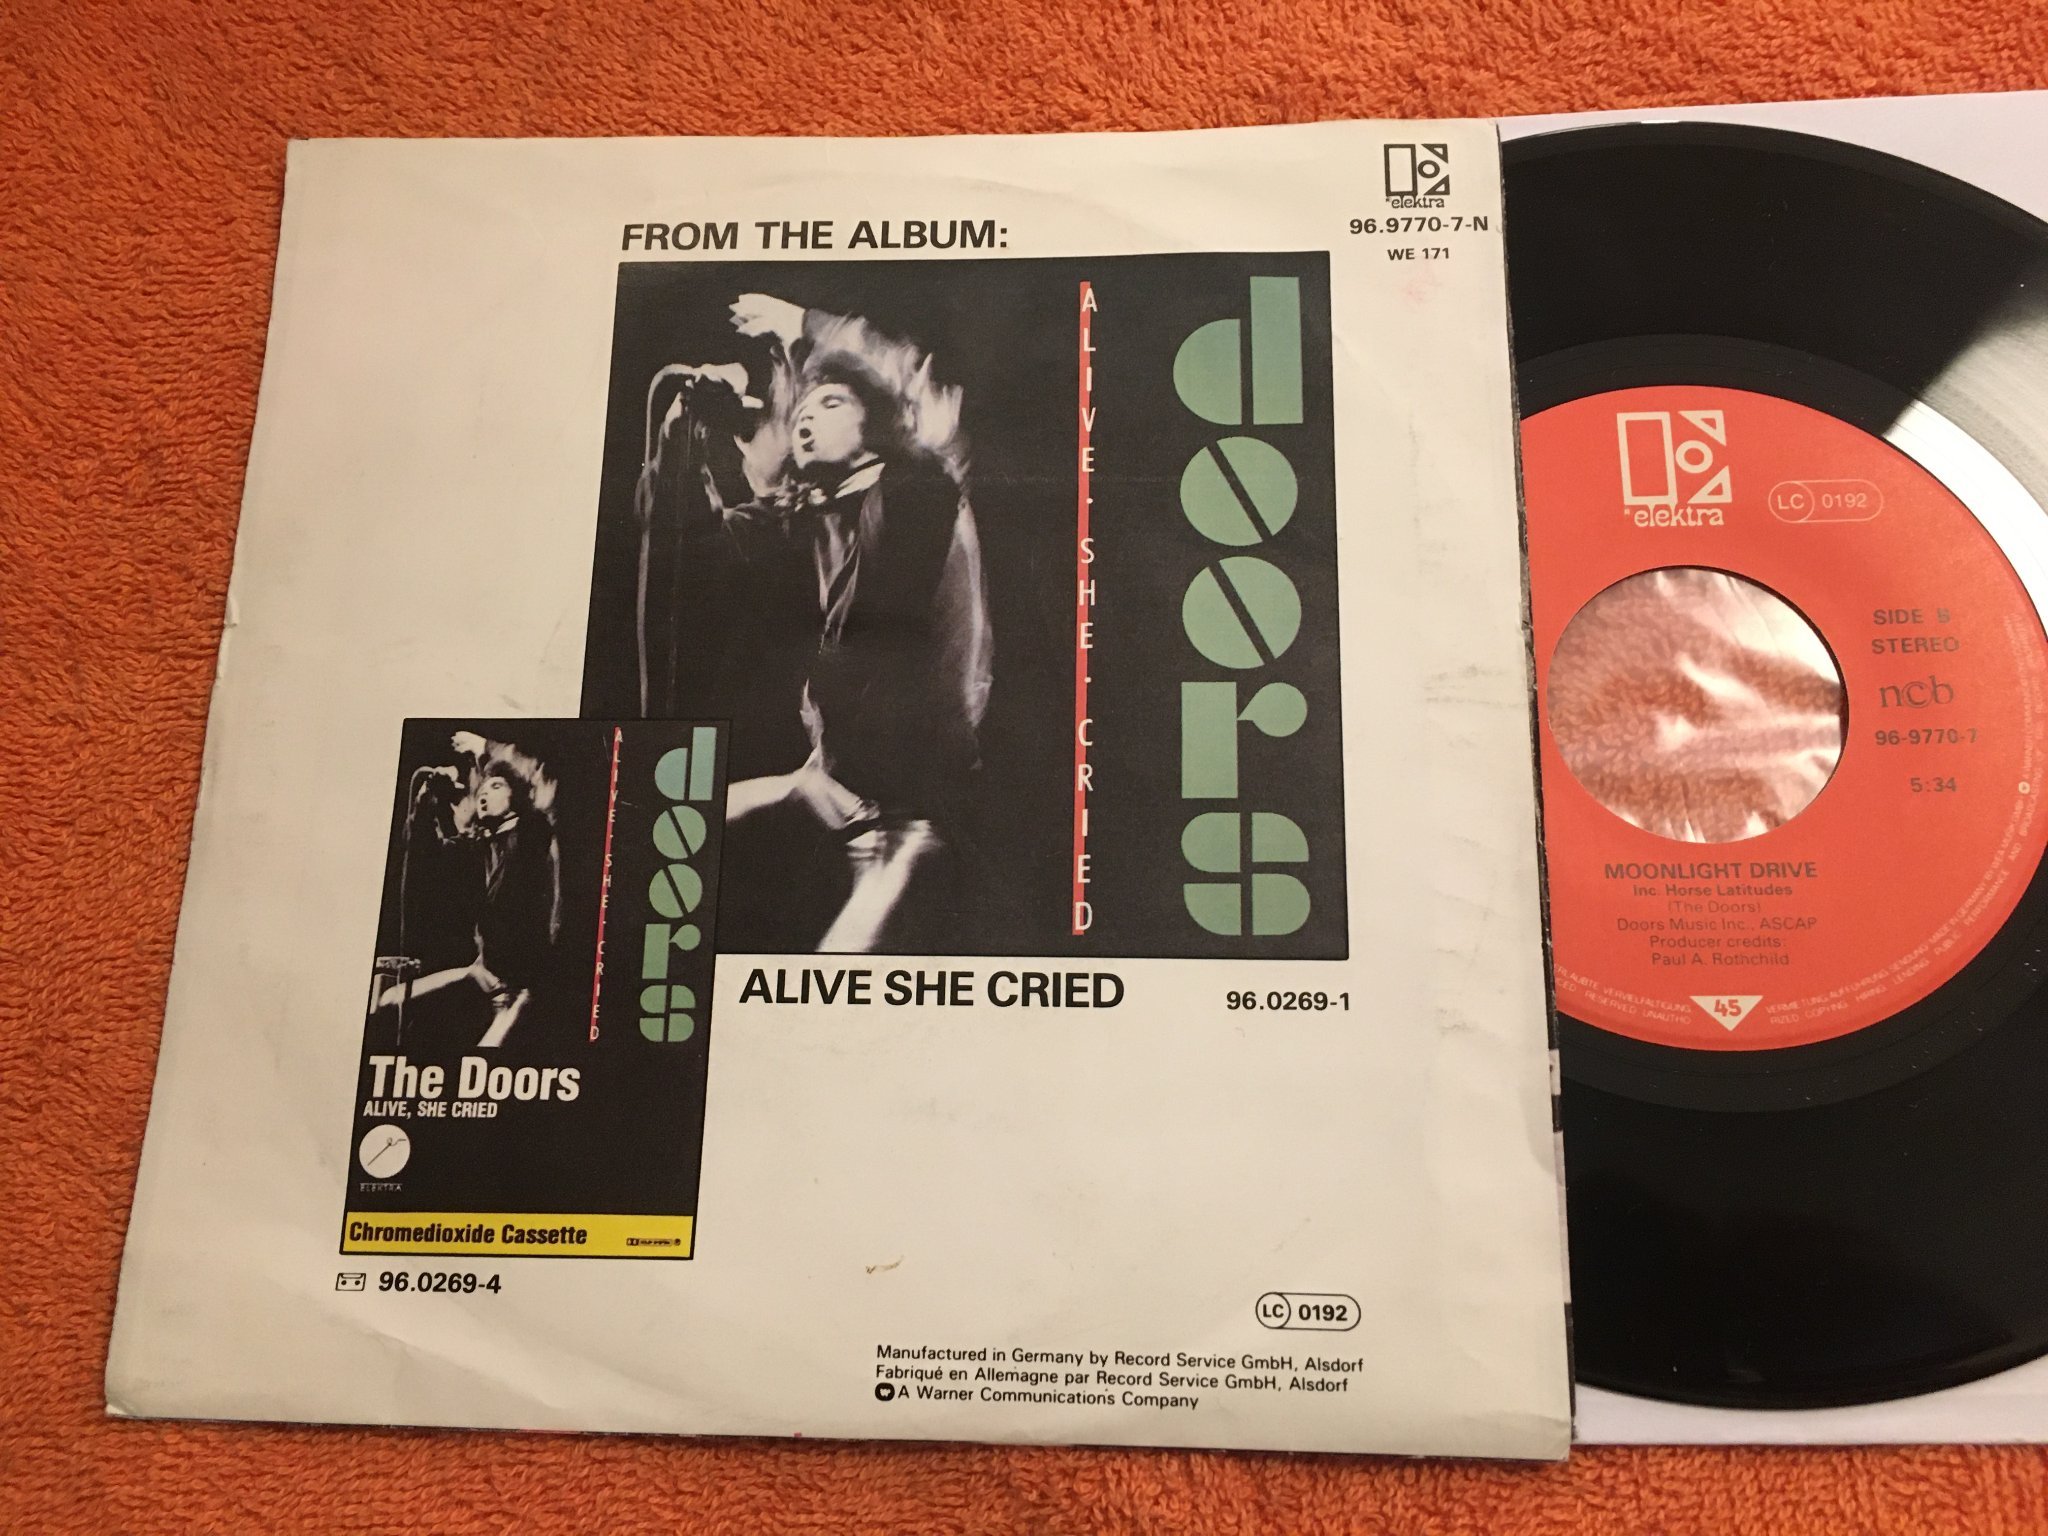 elektra
96.9770-7-N
WE 171
FROM THE ALBUM:
ALIVE · SHE · CRIED
doors
ALIVE SHE CRIED
96.0269-1
ALIVE · SHE · CRIED
doors
The Doors
ALIVE, SHE CRIED
ELEKTRA
Chromedioxide Cassette
96.0269-4
LC 0192
Manufactured in Germany by Record Service GmbH, Alsdorf
Fabriqué en Allemagne par Record Service GmbH, Alsdorf
A Warner Communications Company
elektra
LC 0192
SIDE B
STEREO
ncb
96-9770-7
5:34
MOONLIGHT DRIVE
Inc. Horse Latitudes
(The Doors)
Doors Music Inc., ASCAP
Producer credits:
Paul A. Rothchild
45